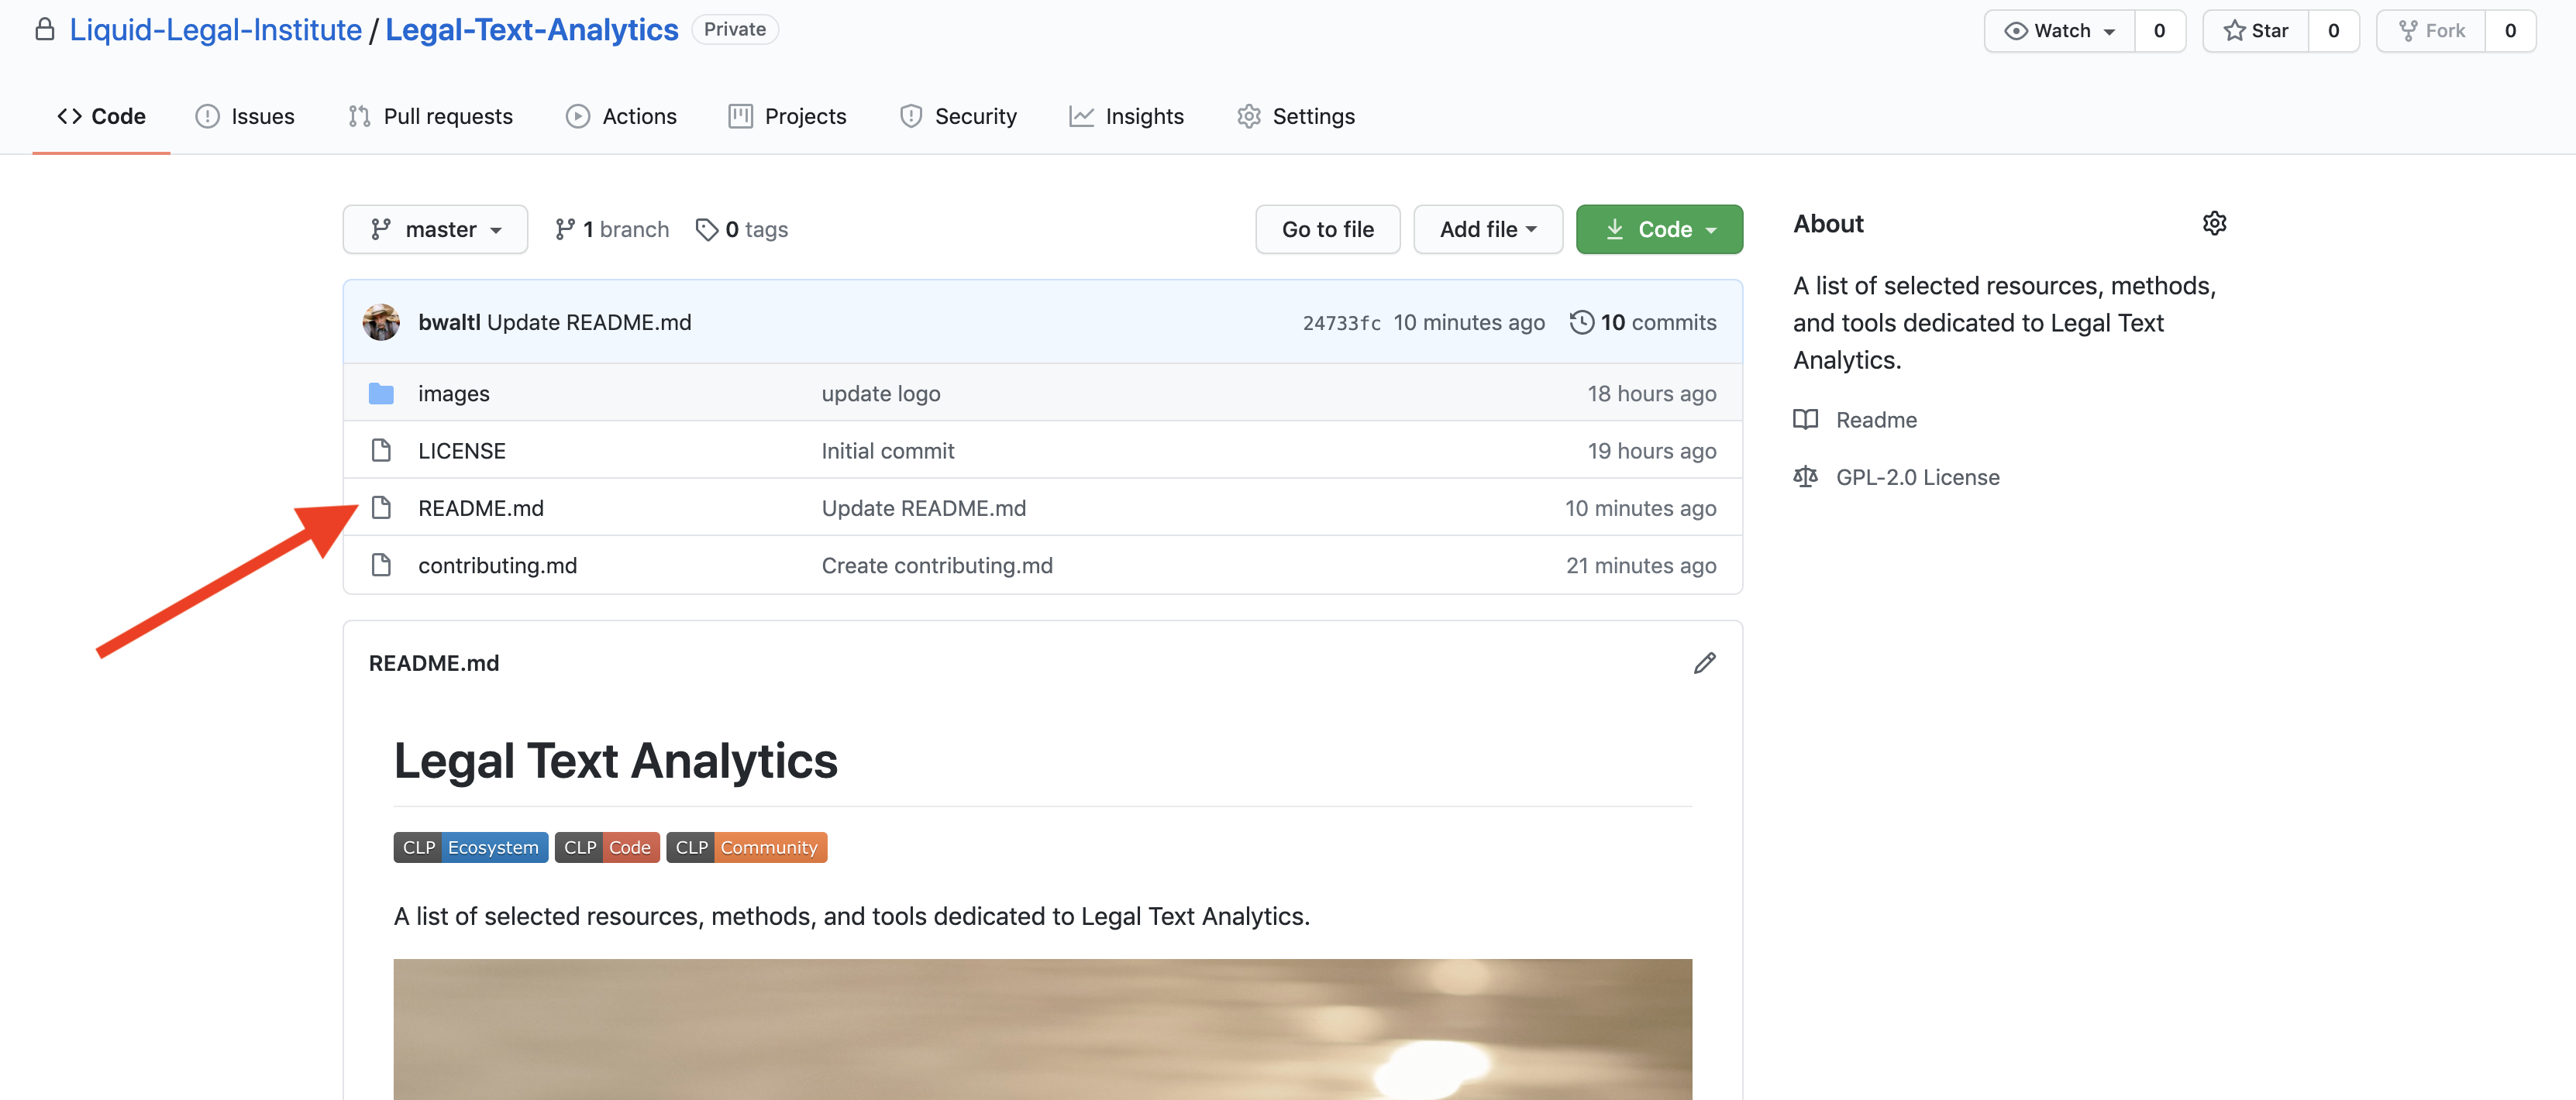 Liquid-Legal-Institute / Legal-Text-Analytics Private Watch 0 Star 0 Fork 0
Code Issues Pull requests Actions Projects Security Insights Settings
master 1 branch 0 tags Go to file Add file Code
bwaltl Update README.md 24733fc 10 minutes ago 10 commits
images update logo 18 hours ago
LICENSE Initial commit 19 hours ago
README.md Update README.md 10 minutes ago
contributing.md Create contributing.md 21 minutes ago
README.md
Legal Text Analytics
CLP Ecosystem CLP Code CLP Community
A list of selected resources, methods, and tools dedicated to Legal Text Analytics.
About
A list of selected resources, methods,
and tools dedicated to Legal Text
Analytics.
Readme
GPL-2.0 License